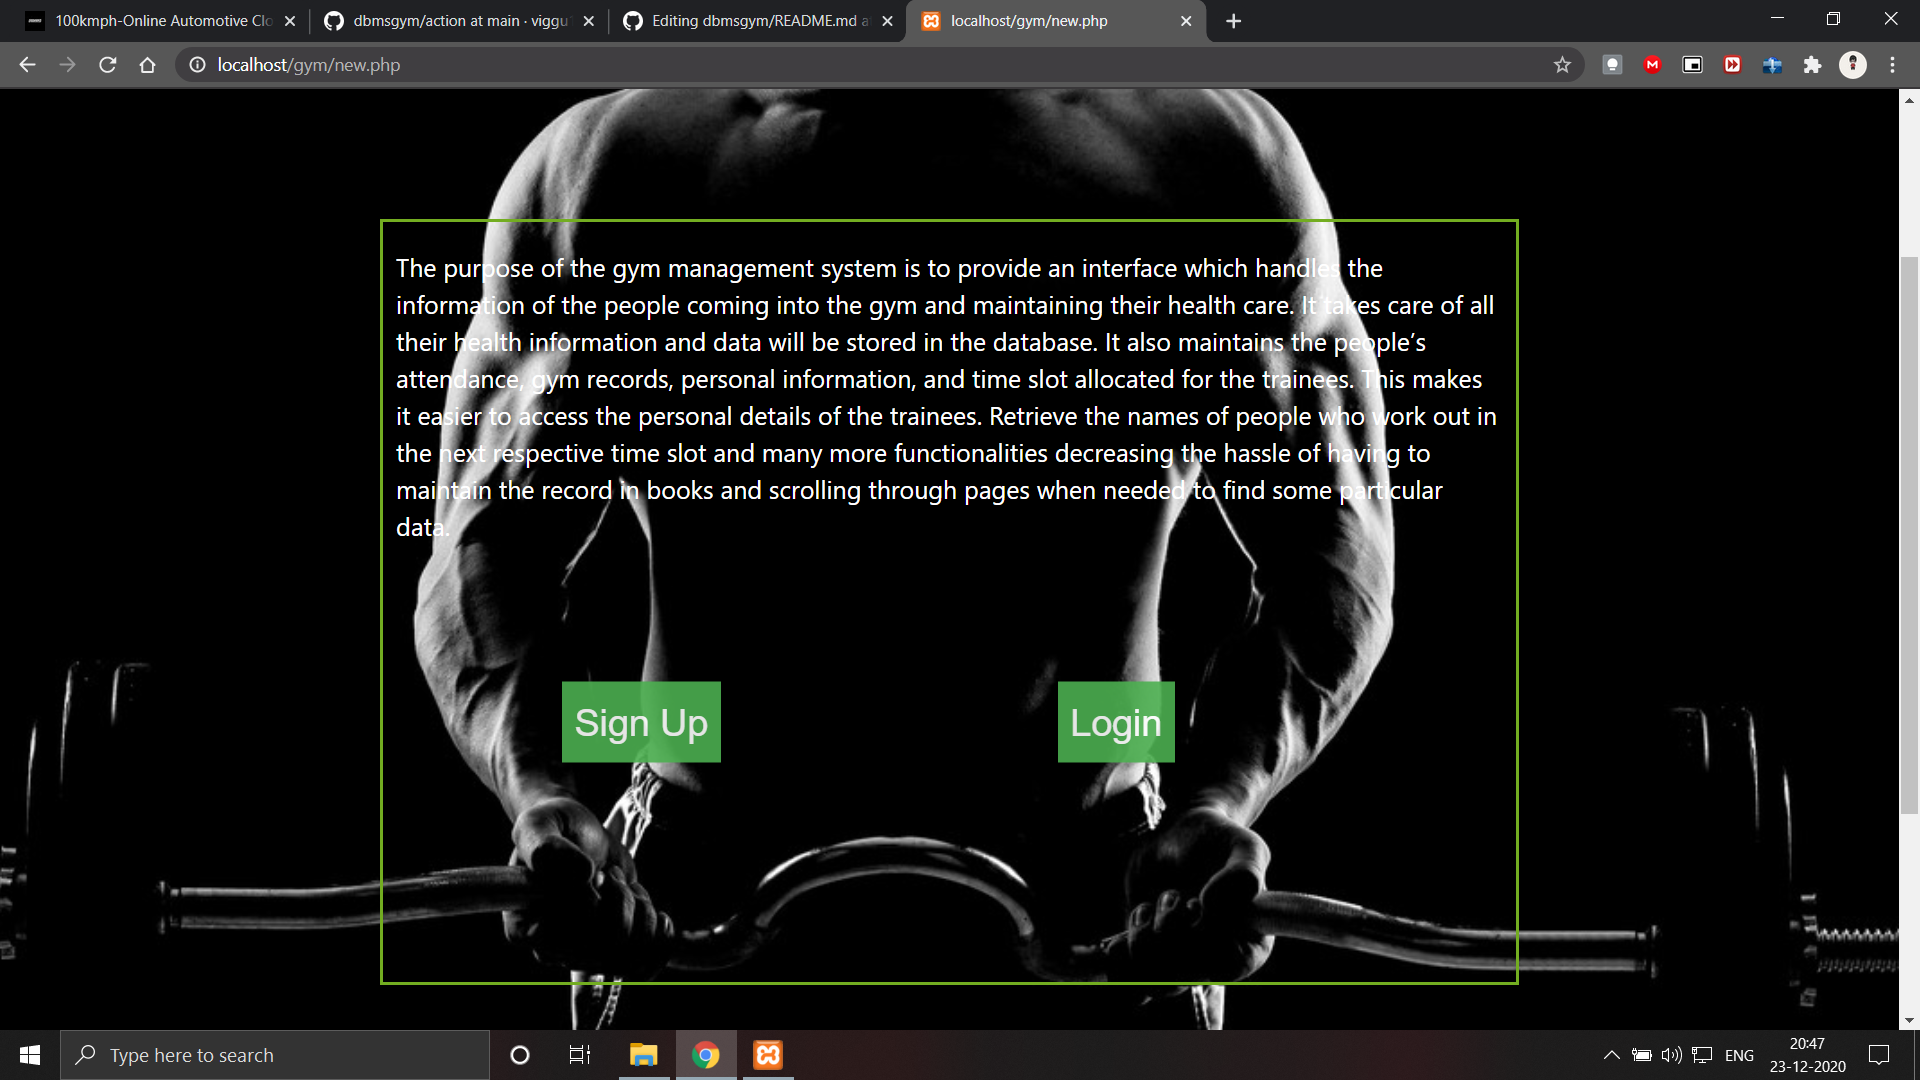 100kmph-Online Automotive Clo
dbmsgym/action at main · viggu
Editing dbmsgym/README.md a
localhost/gym/new.php
localhost/gym/new.php
The purpose of the gym management system is to provide an interface which handles the
information of the people coming into the gym and maintaining their health care. It takes care of all
their health information and data will be stored in the database. It also maintains the people’s
attendance, gym records, personal information, and time slot allocated for the trainees. This makes
it easier to access the personal details of the trainees. Retrieve the names of people who work out in
the next respective time slot and many more functionalities decreasing the hassle of having to
maintain the record in books and scrolling through pages when needed to find some particular
data.
Sign Up
Login
Type here to search
ENG
20:47
23-12-2020